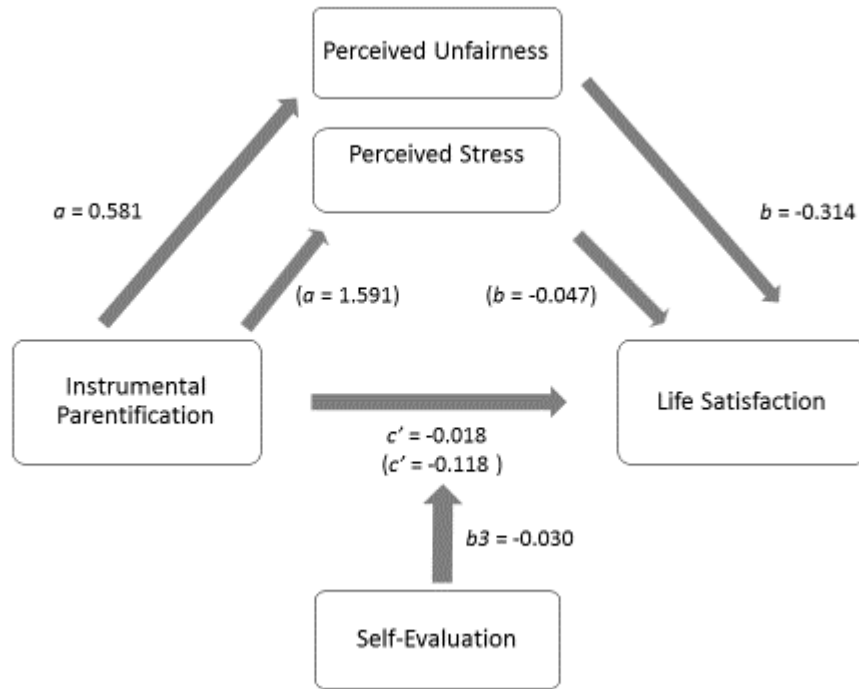 Perceived Unfairness
Perceived Stress
a = 0.581
b = -0.314
(a = 1.591)
(b = -0.047)
Instrumental
Parentification
Life Satisfaction
c' = -0.018
(c' = -0.118 )
b3 = -0.030
Self-Evaluation